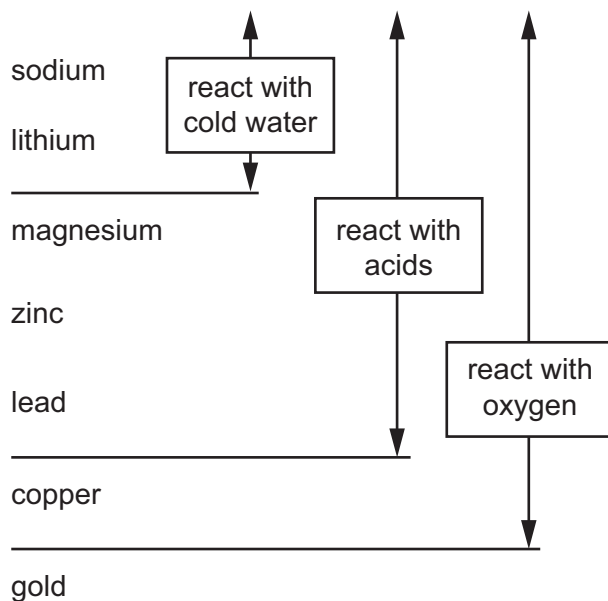 sodium
react with
cold water
lithium
magnesium
react with
acids
zinc
react with
oxygen
lead
copper
gold